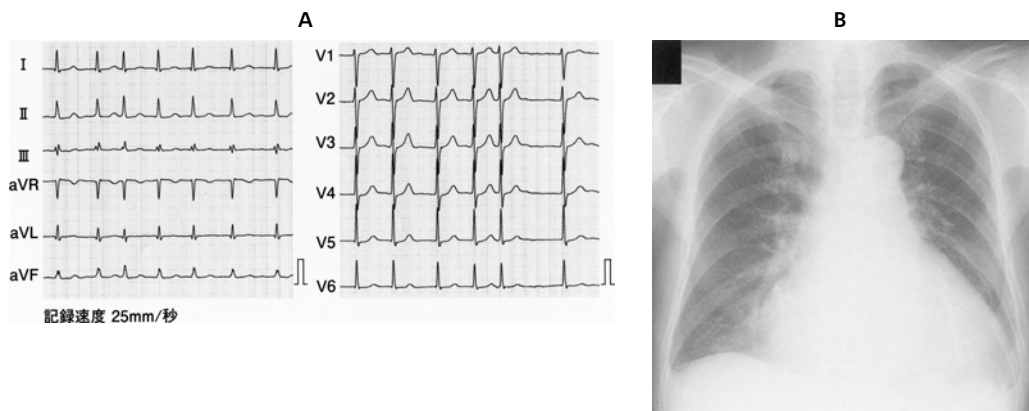 A
B
I
II
III
aVR
aVL
aVF
V1
V2
V3
V4
V5
V6
記録速度 25mm/秒